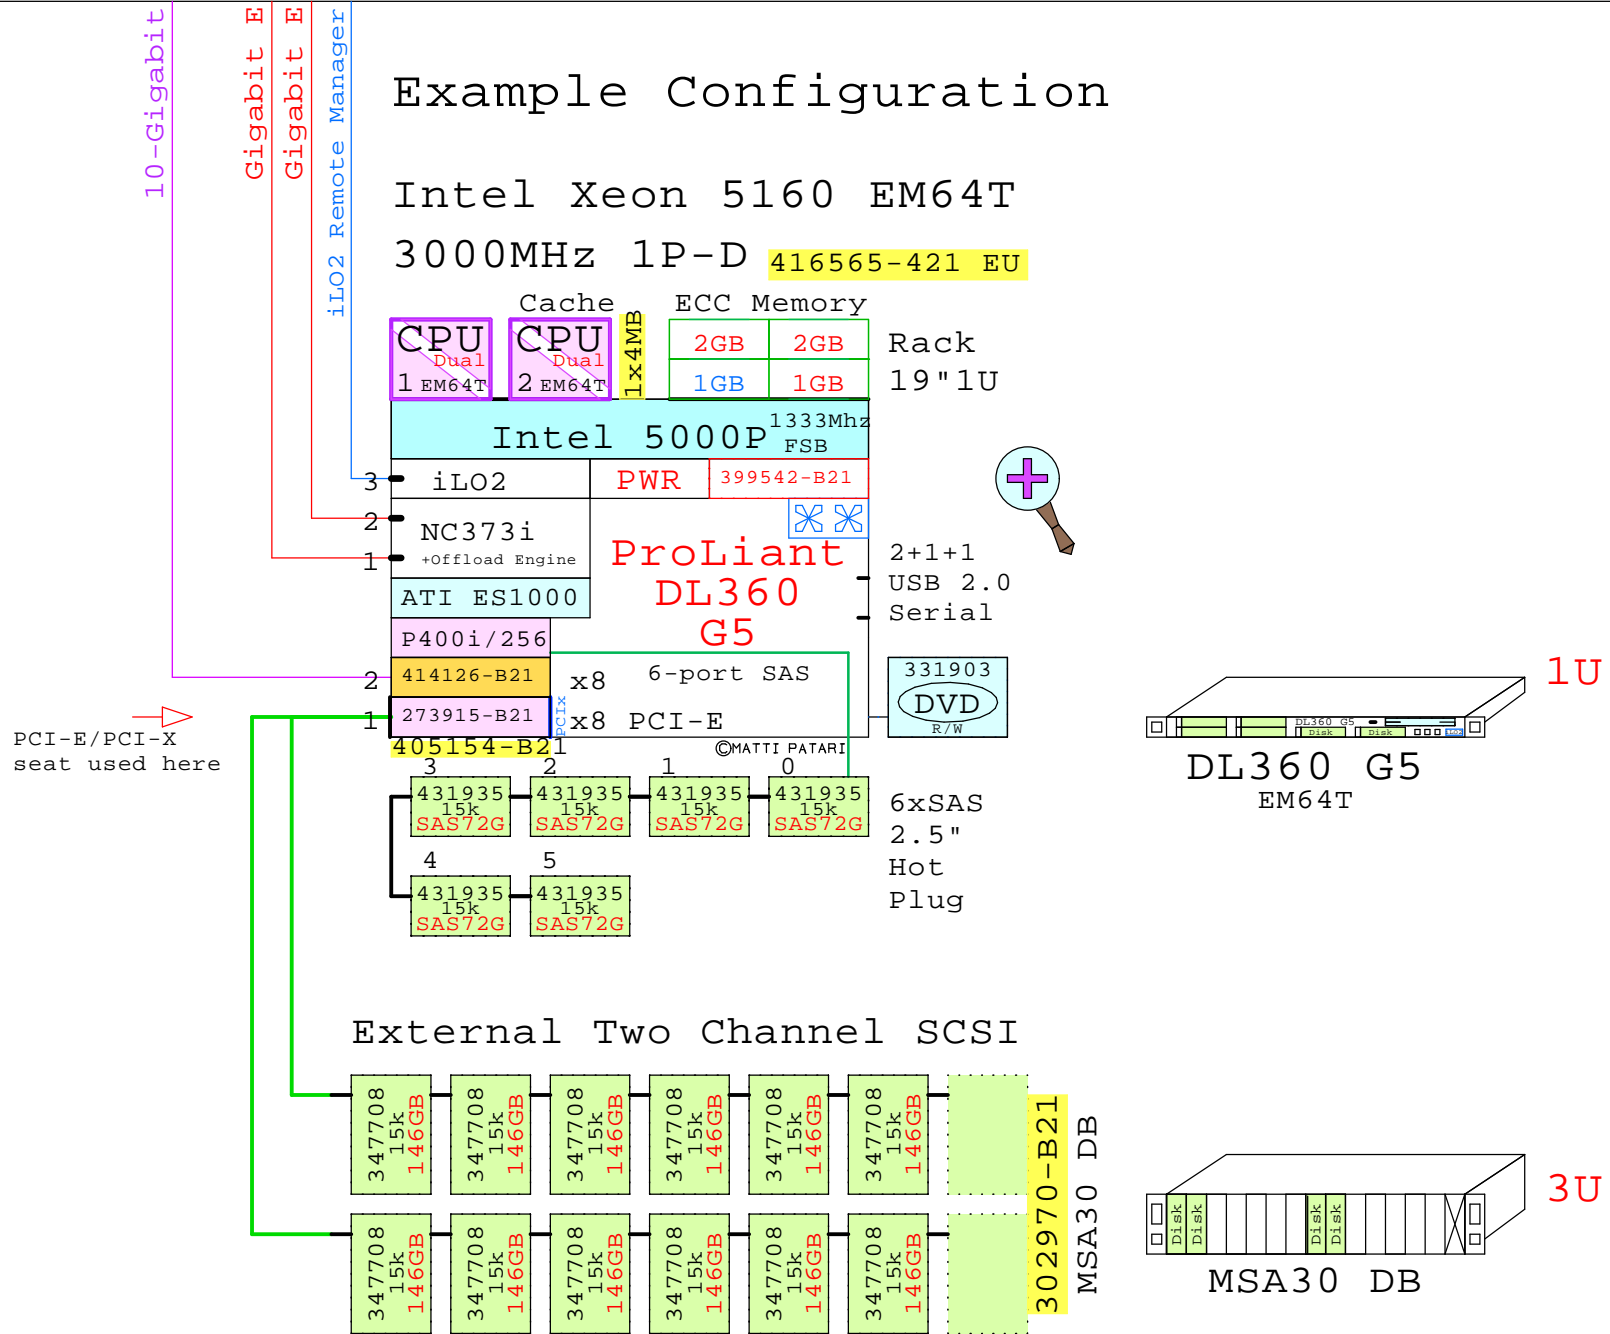 10-Gigabit
Gigabit E
Gigabit E
iLO2 Remote Manager
Example Configuration
Intel Xeon 5160 EM64T
3000MHz 1P-D 416565-421 EU
Cache ECC Memory
CPU Dual 1 EM64T
CPU Dual 2 EM64T
1x4MB
2GB 2GB
1GB 1GB
Rack
19"1U
Intel 5000P 1333Mhz FSB
3 iLO2 PWR 399542-B21
2 NC373i
1 +Offload Engine
ATI ES1000
ProLiant
DL360
G5
2+1+1
USB 2.0
Serial
P400i/256
2 414126-B21 x8 6-port SAS
1 273915-B21 PCIx x8 PCI-E
405154-B21
©MATTI PATARI
331903
DVD
R/W
PCI-E/PCI-X
seat used here
3 2 1 0
431935 431935 431935 431935
15k 15k 15k 15k
SAS72G SAS72G SAS72G SAS72G
4 5
431935 431935
15k 15k
SAS72G SAS72G
6xSAS
2.5"
Hot
Plug
1U
DL360 G5
Disk Disk
iLO2
DL360 G5
EM64T
External Two Channel SCSI
347708 15k 146GB
347708 15k 146GB
347708 15k 146GB
347708 15k 146GB
347708 15k 146GB
347708 15k 146GB
347708 15k 146GB
347708 15k 146GB
347708 15k 146GB
347708 15k 146GB
347708 15k 146GB
347708 15k 146GB
302970-B21
MSA30 DB
3U
Disk Disk Disk Disk
MSA30 DB